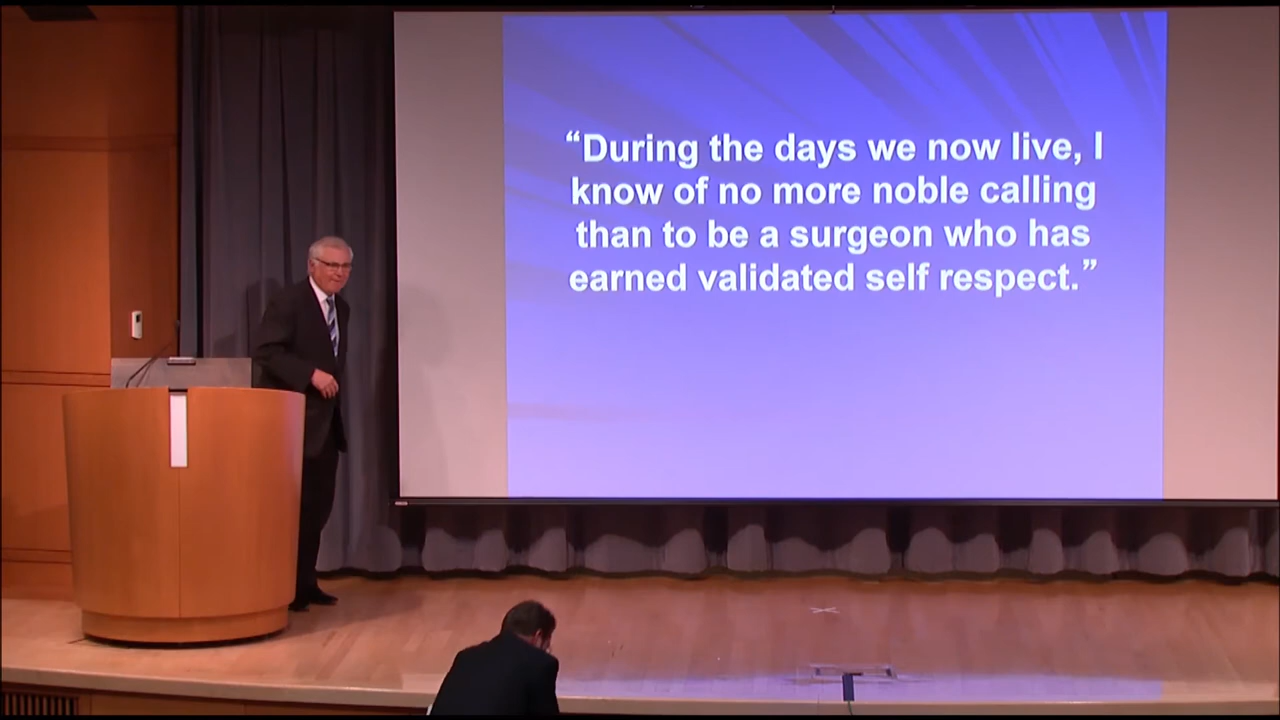 “During the days we now live, I
know of no more noble calling
than to be a surgeon who has
earned validated self respect.”